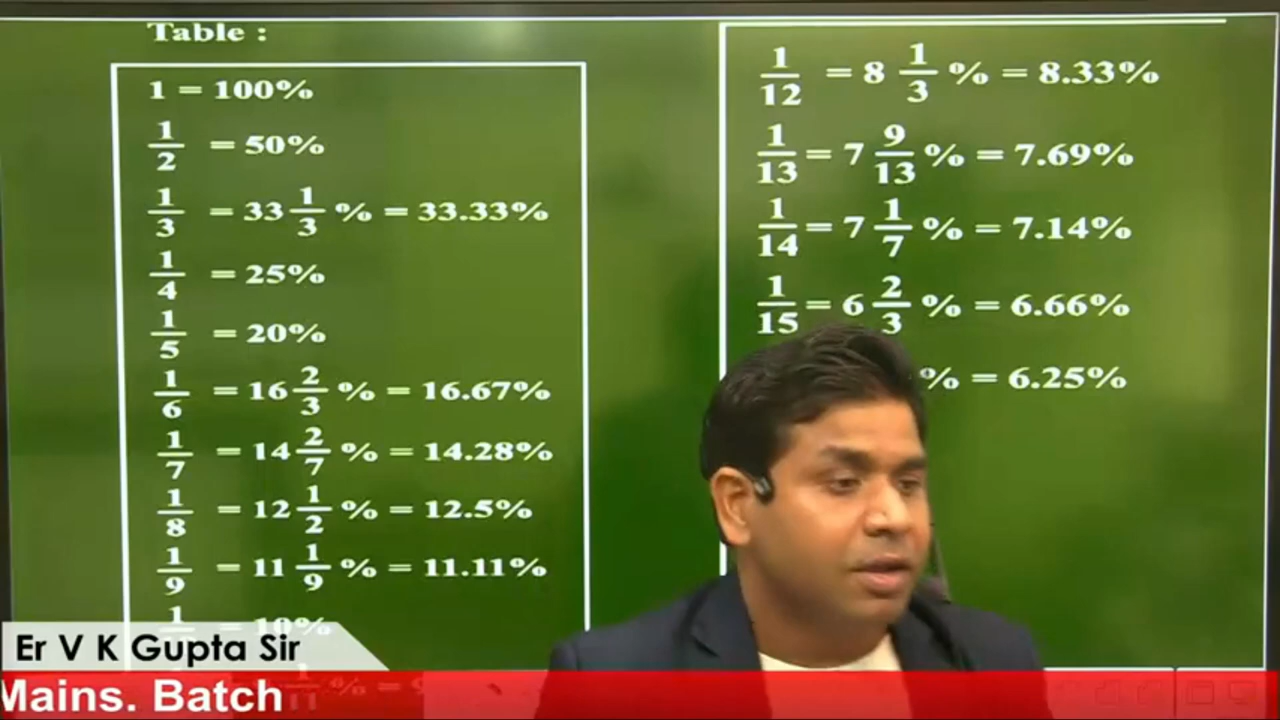 Table :
1 = 100%
1/2 = 50%
1/3 = 33 1/3 % = 33.33%
1/4 = 25%
1/5 = 20%
1/6 = 16 2/3 % = 16.67%
1/7 = 14 2/7 % = 14.28%
1/8 = 12 1/2 % = 12.5%
1/9 = 11 1/9 % = 11.11%
1 = 10%
1/12 = 8 1/3 % = 8.33%
1/13 = 7 9/13 % = 7.69%
1/14 = 7 1/7 % = 7.14%
1/15 = 6 2/3 % = 6.66%
% = 6.25%
Er V K Gupta Sir
Mains. Batch